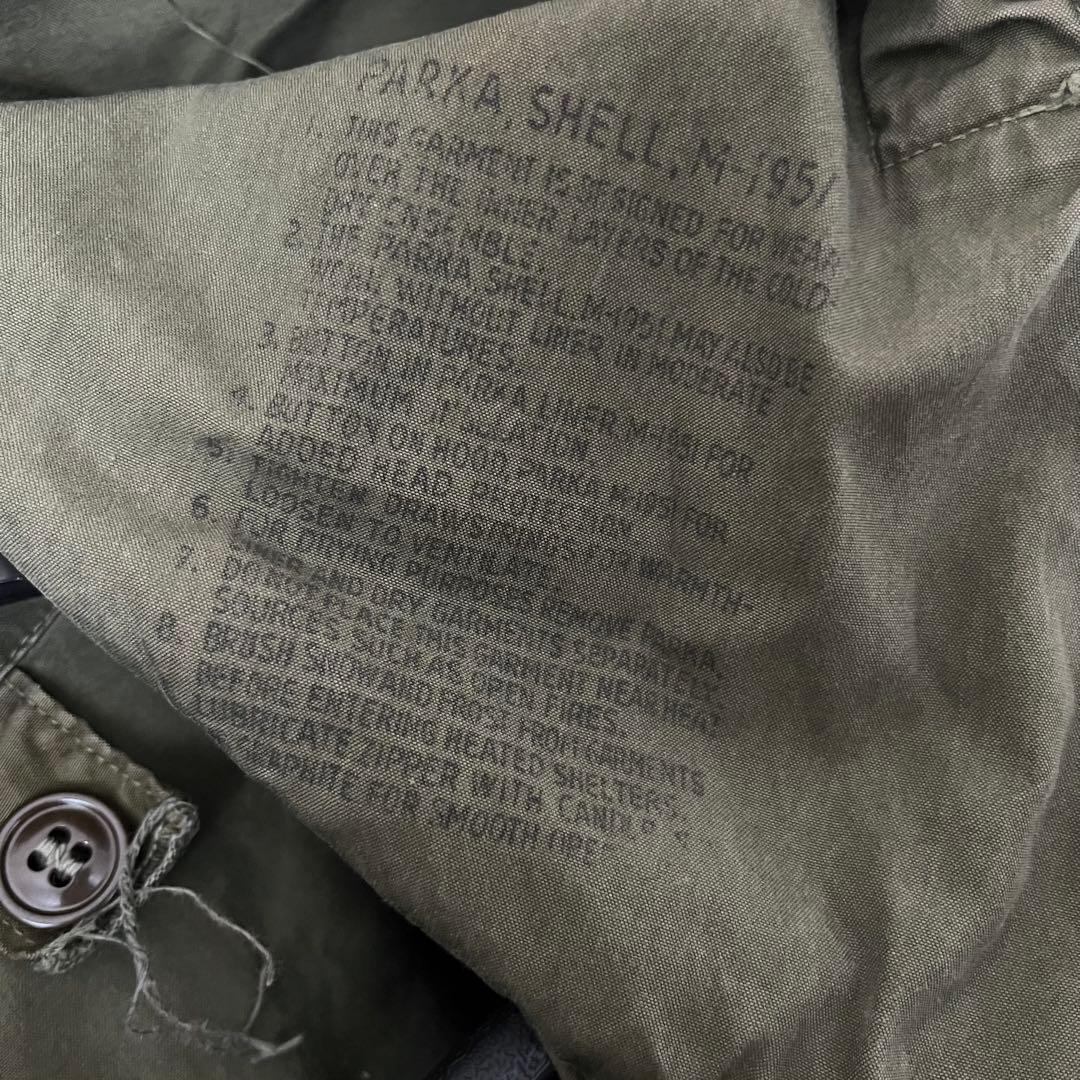 PARKA, SHELL, M-1951
1. THIS GARMENT IS DESIGNED FOR WEAR
OVER THE INNER LAYERS OF THE COLD-
DRY ENSEMBLE.
2. THE PARKA, SHELL, M-1951 MAY ALSO BE
WORN WITHOUT LINER IN MODERATE
TEMPERATURES.
3. BUTTON IN PARKA LINER, M-1951 FOR
MAXIMUM INSULATION.
4. BUTTON ON HOOD, PARKA M-1951 FOR
ADDED HEAD PROTECTION
5. TIGHTEN DRAWSTRINGS FOR WARMTH-
LOOSEN TO VENTILATE.
6. FOR DRYING PURPOSES REMOVE PARKA,
LINER AND DRY GARMENTS SEPARATELY.
7. DO NOT PLACE THIS GARMENT NEAR HEAT
SOURCES SUCH AS OPEN FIRES.
8. BRUSH SNOW AND FROST FROM GARMENTS
BEFORE ENTERING HEATED SHELTERS.
LUBRICATE ZIPPER WITH CANDLE
FOR SMOOTH